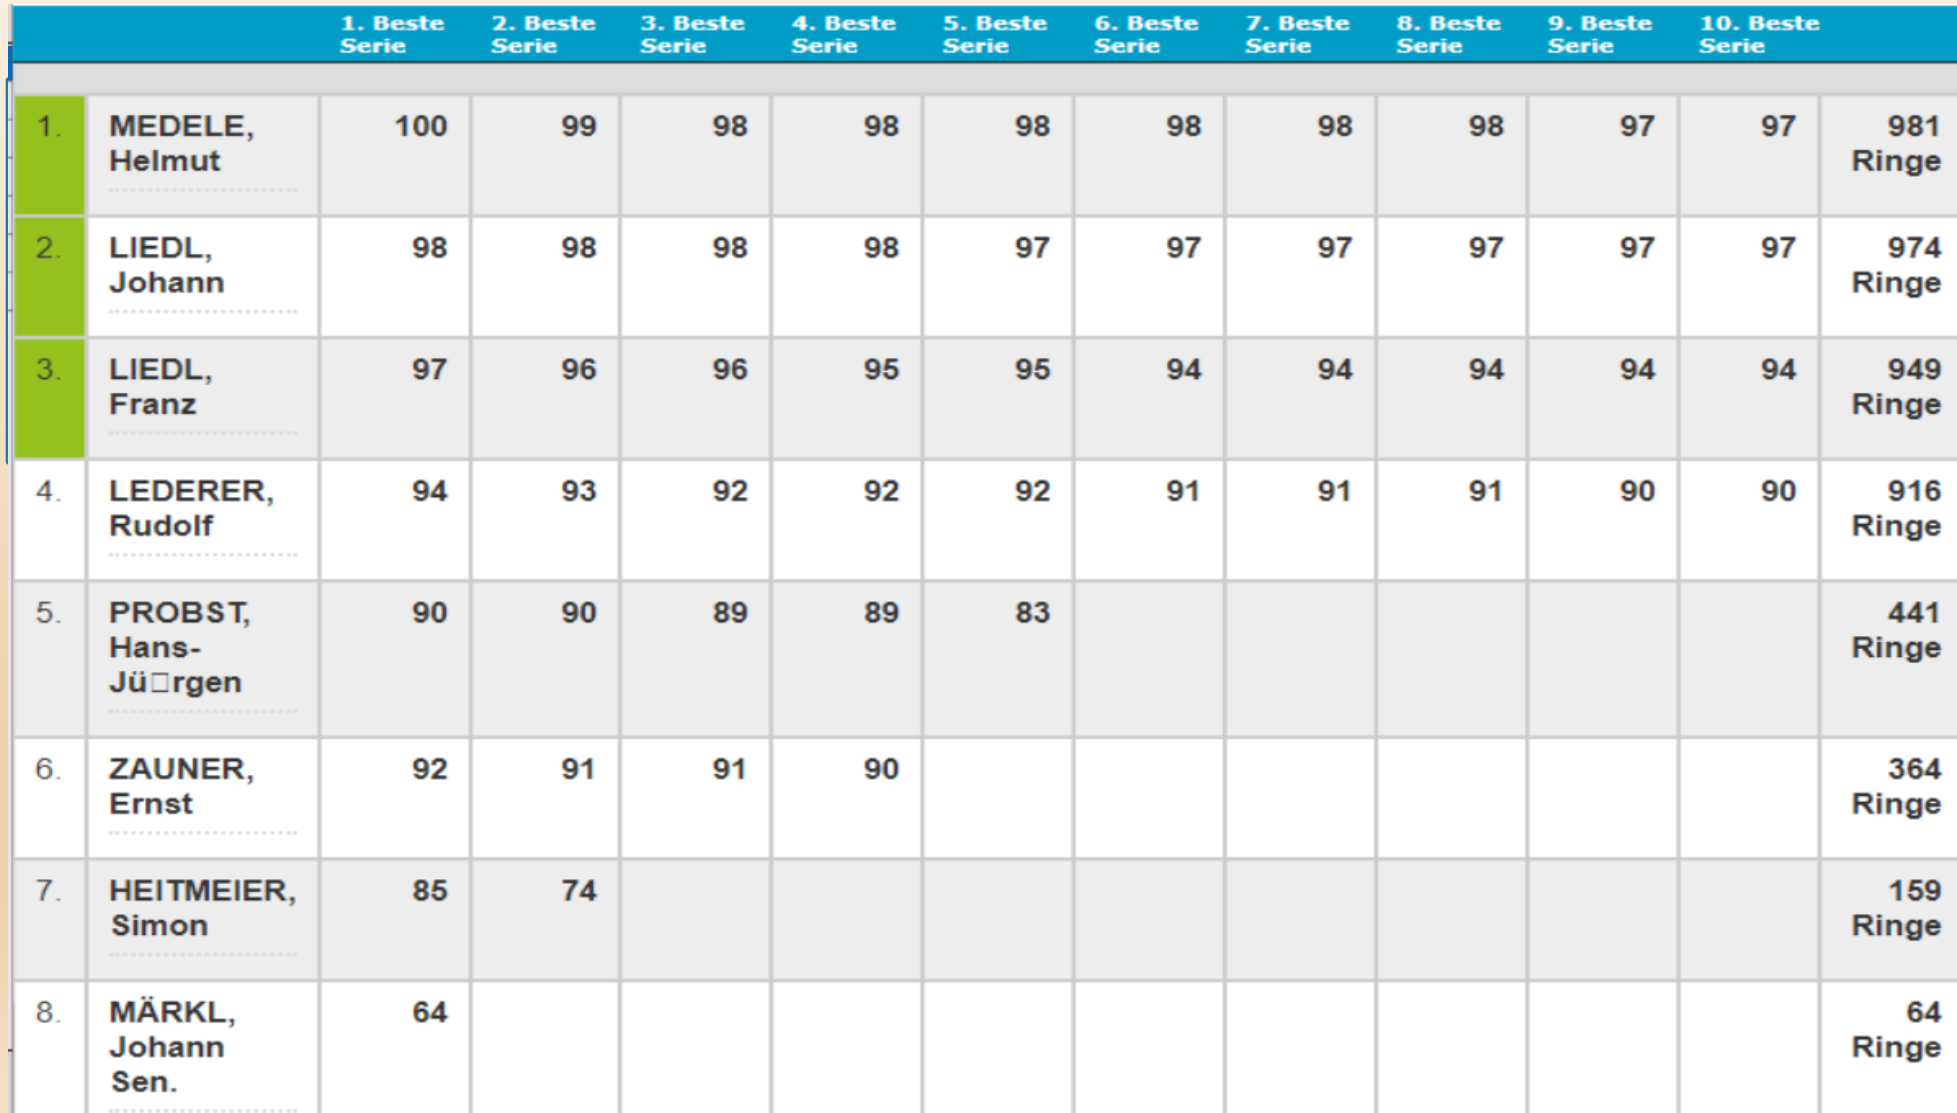 1. Beste Serie 2. Beste Serie 3. Beste Serie 4. Beste Serie 5. Beste Serie 6. Beste Serie 7. Beste Serie 8. Beste Serie 9. Beste Serie 10. Beste Serie
1. MEDELE, Helmut 100 99 98 98 98 98 98 98 97 97 981 Ringe
2. LIEDL, Johann 98 98 98 98 97 97 97 97 97 97 974 Ringe
3. LIEDL, Franz 97 96 96 95 95 94 94 94 94 94 949 Ringe
4. LEDERER, Rudolf 94 93 92 92 92 91 91 91 90 90 916 Ringe
5. PROBST, Hans-Jü□rgen 90 90 89 89 83 441 Ringe
6. ZAUNER, Ernst 92 91 91 90 364 Ringe
7. HEITMEIER, Simon 85 74 159 Ringe
8. MÄRKL, Johann Sen. 64 64 Ringe